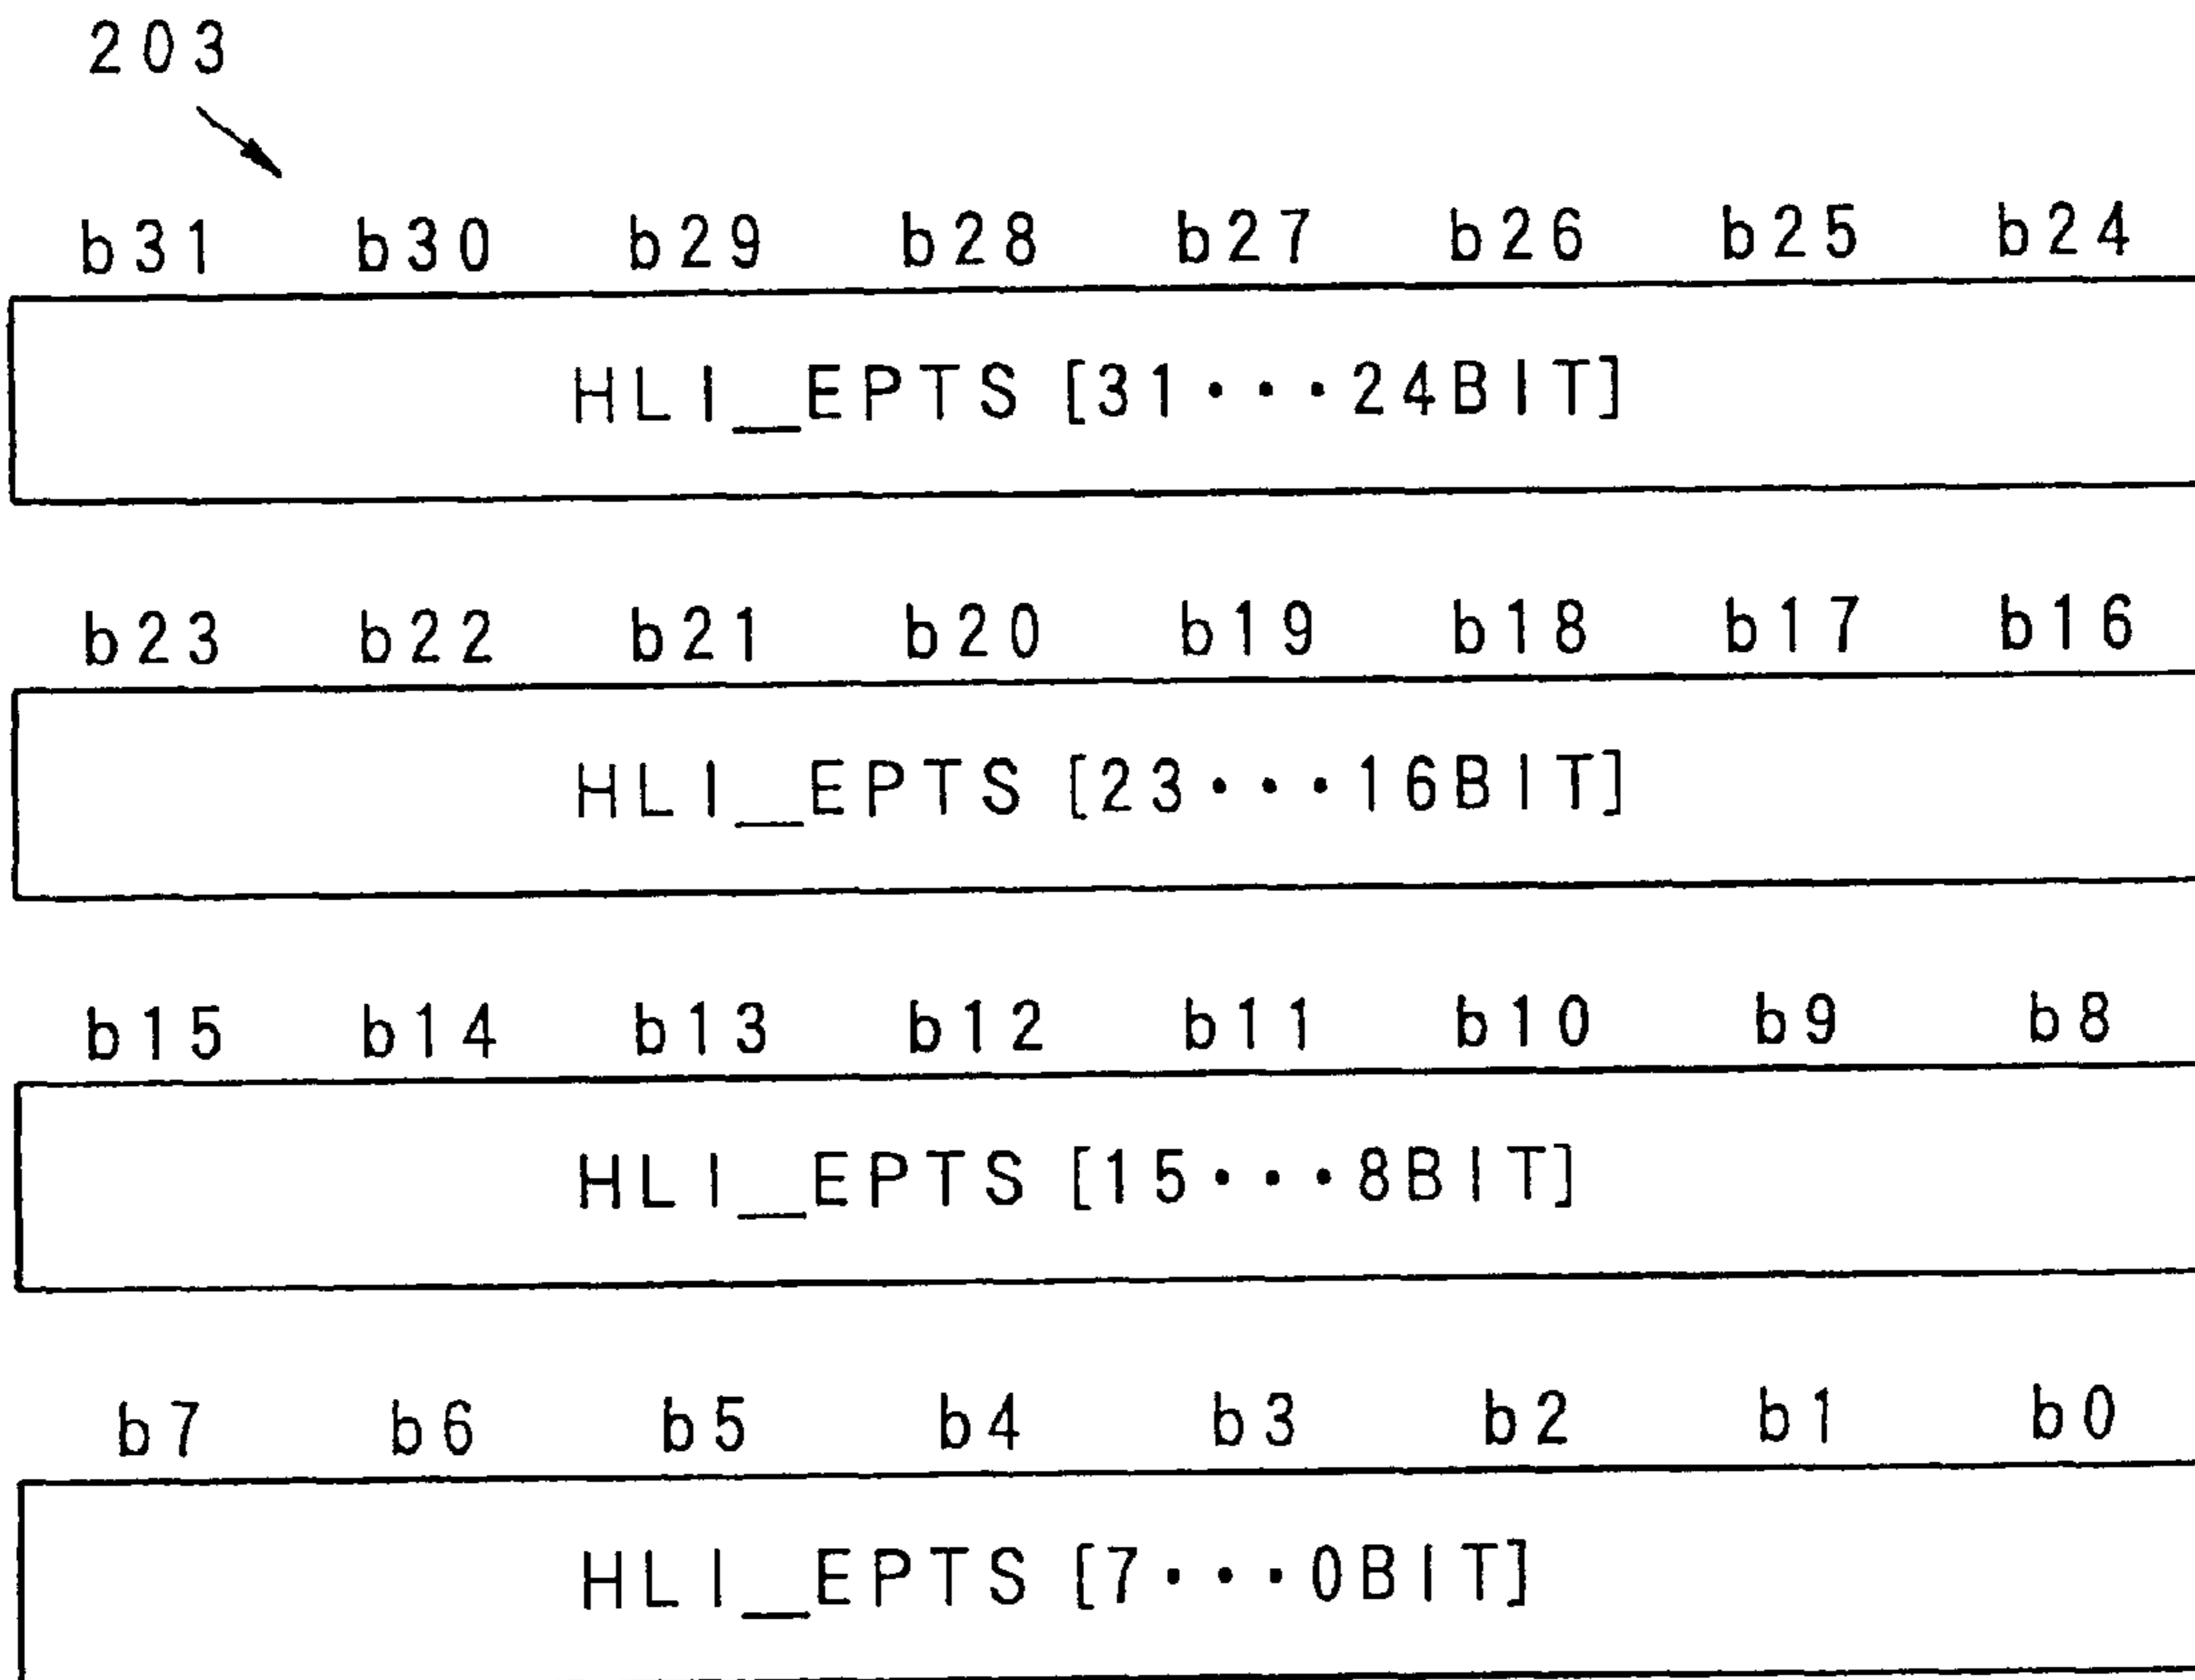 203
b31 b30 b29 b28 b27 b26 b25 b24
HLI_EPTS [31···24BIT]
b23 b22 b21 b20 b19 b18 b17 b16
HLI_EPTS [23···16BIT]
b15 b14 b13 b12 b11 b10 b9 b8
HLI_EPTS [15···8BIT]
b7 b6 b5 b4 b3 b2 b1 b0
HLI_EPTS [7···0BIT]